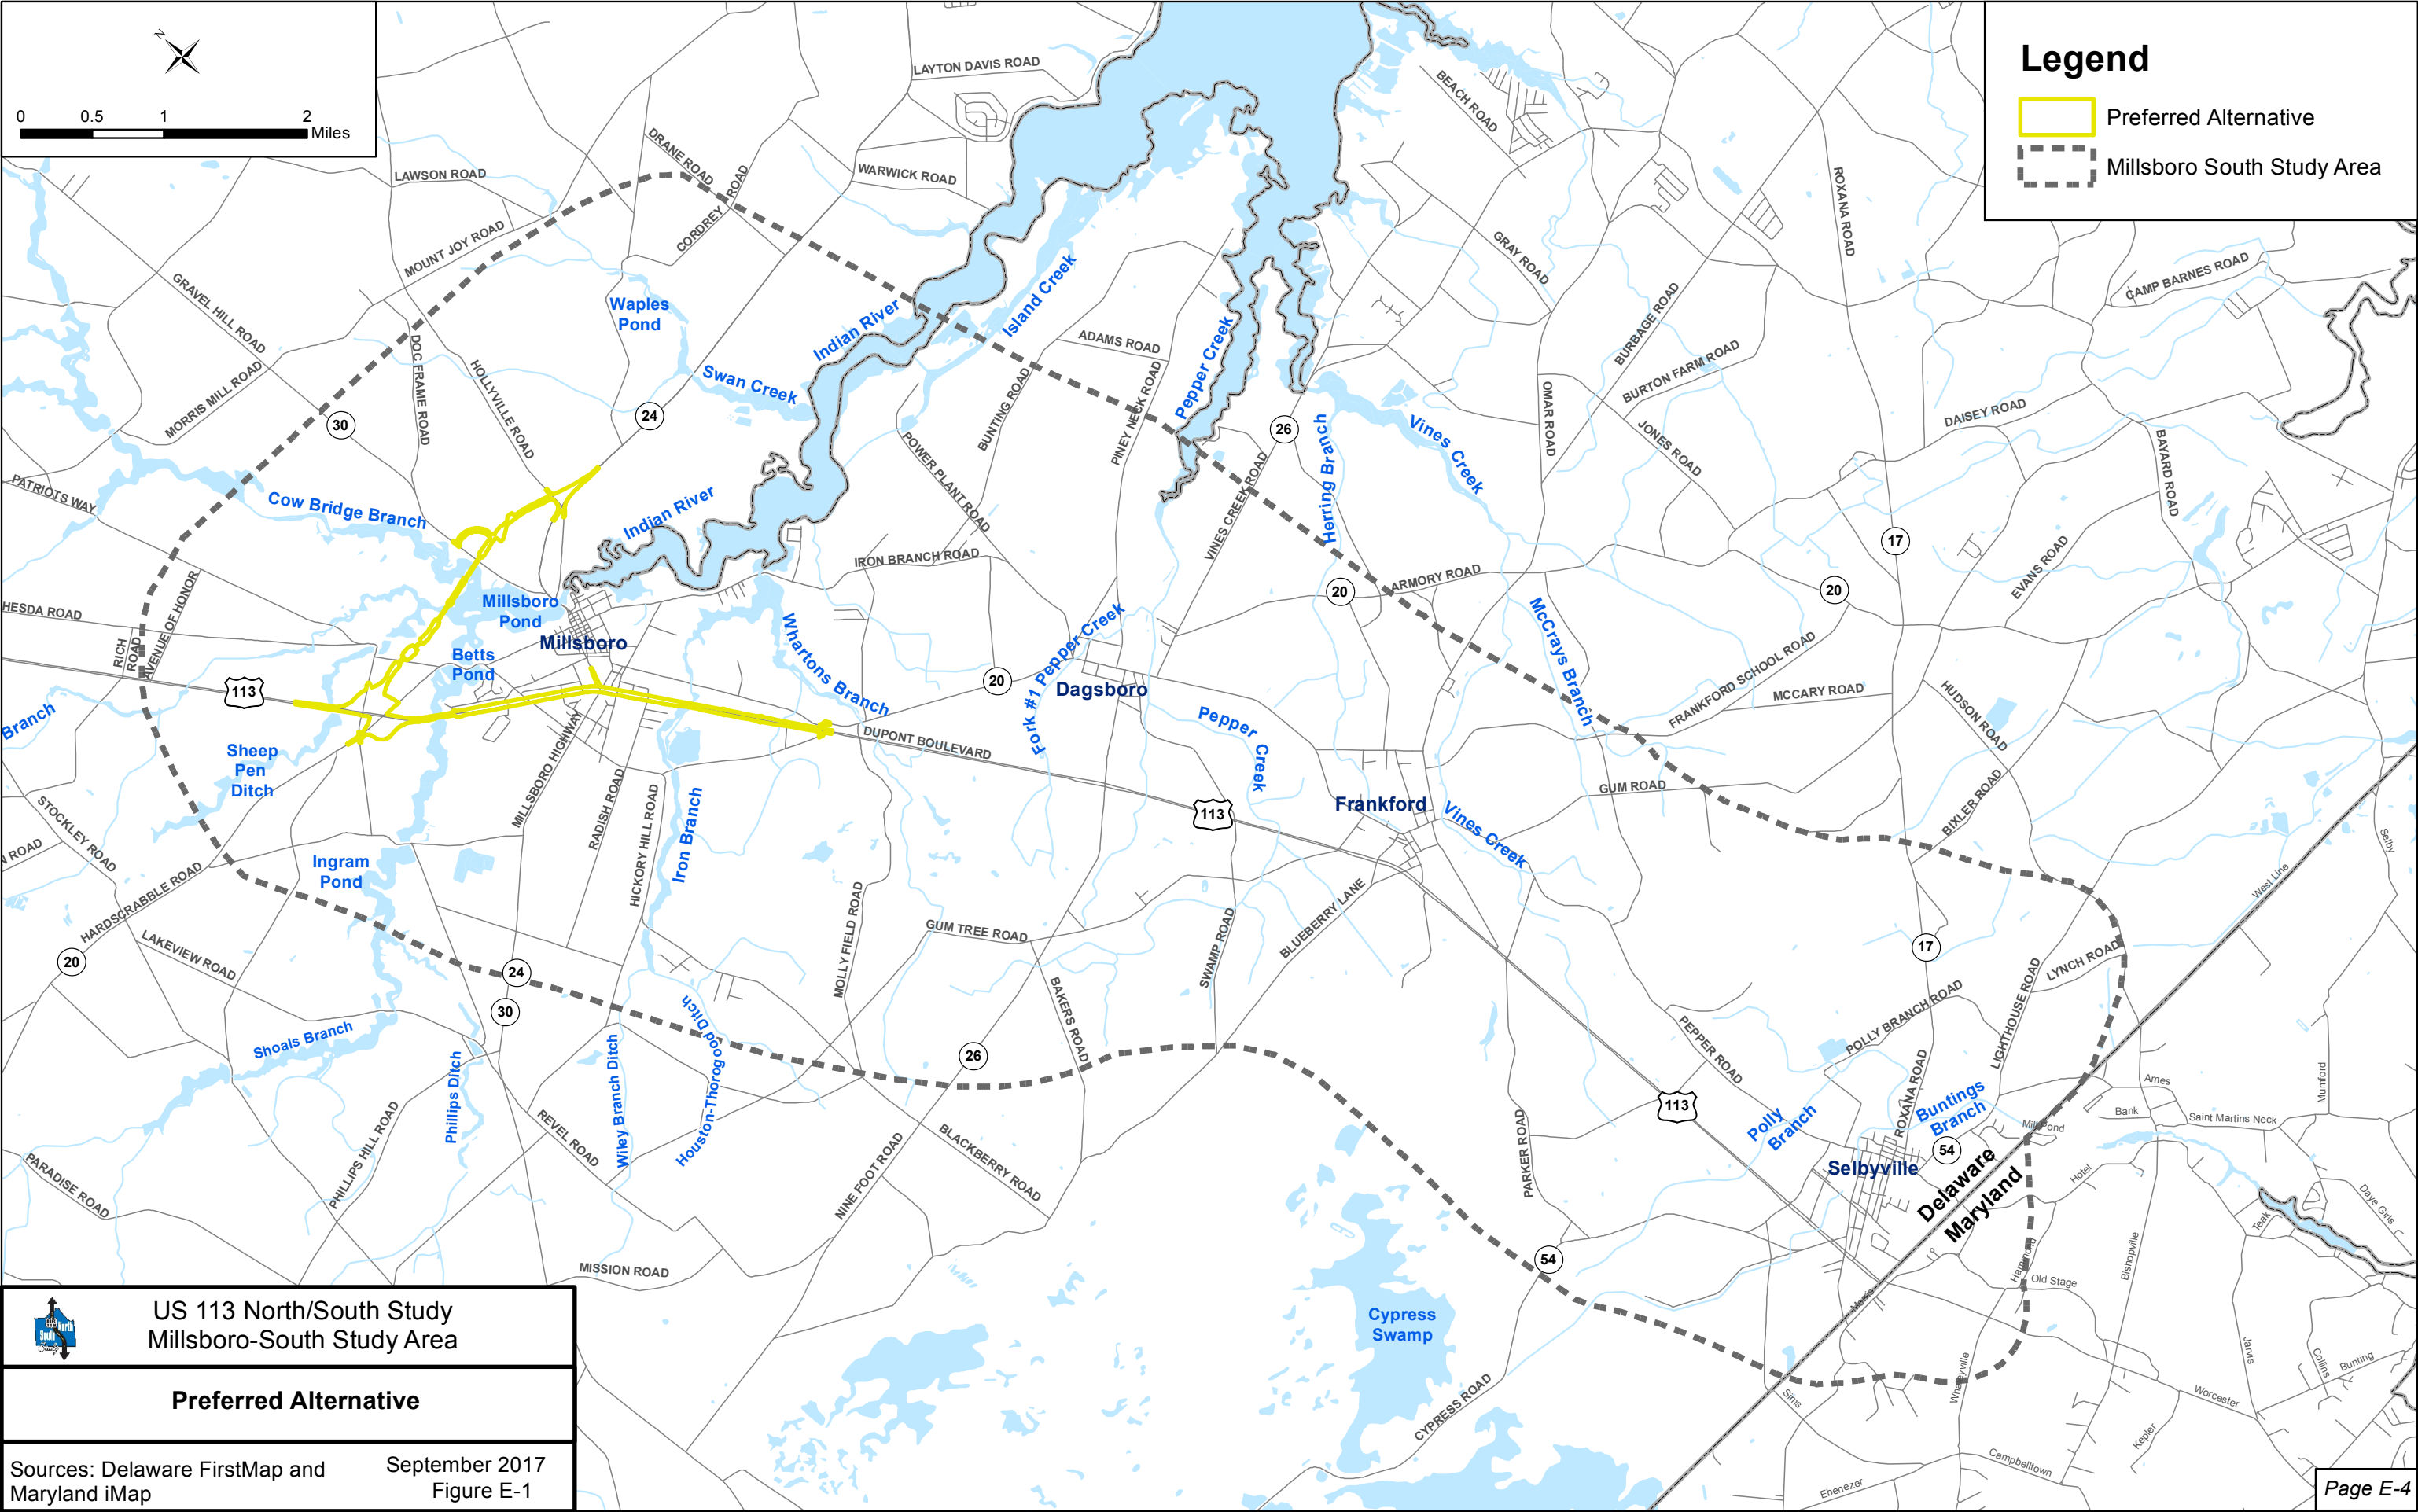 N
0 0.5 1 2
Miles
Legend
Preferred Alternative
Millsboro South Study Area
LAYTON DAVIS ROAD
BEACH ROAD
DRANE ROAD
LAWSON ROAD
WARWICK ROAD
CORDREY ROAD
ROXANA ROAD
MOUNT JOY ROAD
GRAY ROAD
CAMP BARNES ROAD
GRAVEL HILL ROAD
Waples
Pond
Indian River
Island Creek
ADAMS ROAD
Pepper Creek
BURBAGE ROAD
BURTON FARM ROAD
DOC FRAME ROAD
HOLLYVILLE ROAD
MORRIS MILL ROAD
Swan Creek
BUNTING ROAD
PINEY NECK ROAD
OMAR ROAD
DAISEY ROAD
30
24
26
Herring Branch
Vines Creek
JONES ROAD
BAYARD ROAD
POWER PLANT ROAD
VINES CREEK ROAD
PATRIOTS WAY
Cow Bridge Branch
Indian River
17
EVANS ROAD
IRON BRANCH ROAD
ARMORY ROAD
20
20
HESDA ROAD
AVENUE OF HONOR
RICH
ROAD
Millsboro
Pond
Millsboro
Betts
Pond
Whartons Branch
Fork #1 Pepper Creek
McCrays Branch
FRANKFORD SCHOOL ROAD
MCCARY ROAD
HUDSON ROAD
113
20
Dagsboro
Branch
Sheep
Pen
Ditch
DUPONT BOULEVARD
Pepper Creek
MILLSBORO HIGHWAY
RADISH ROAD
HICKORY HILL ROAD
Iron Branch
113
Frankford
Vines Creek
GUM ROAD
BIXLER ROAD
STOCKLEY ROAD
N ROAD
Ingram
Pond
HARDSCRABBLE ROAD
LAKEVIEW ROAD
20
24
30
MOLLY FIELD ROAD
GUM TREE ROAD
SWAMP ROAD
BLUEBERRY LANE
BAKERS ROAD
26
17
LYNCH ROAD
LIGHTHOUSE ROAD
West Line
Selby
Shoals Branch
Phillips Ditch
Wiley Branch Ditch
Houston-Thorogood Ditch
PEPPER ROAD
POLLY BRANCH ROAD
ROXANA ROAD
113
Polly
Branch
Buntings
Branch
54
Selbyville
Delaware
Maryland
Mill Pond
Ames
Bank
Saint Martins Neck
Mumford
Hotel
Daye Girls
Teak
PARADISE ROAD
PHILLIPS HILL ROAD
REVEL ROAD
NINE FOOT ROAD
BLACKBERRY ROAD
PARKER ROAD
MISSION ROAD
54
Hammond
Old Stage
Bishopville
Morris
Cypress
Swamp
CYPRESS ROAD
Sims
Whaleyville
Jarvis
Collins
Bunting
Worcester
Kepler
Campbelltown
Ebenezer
South North
Study
US 113 North/South Study
Millsboro-South Study Area
Preferred Alternative
Sources: Delaware FirstMap and
Maryland iMap
September 2017
Figure E-1
Page E-4